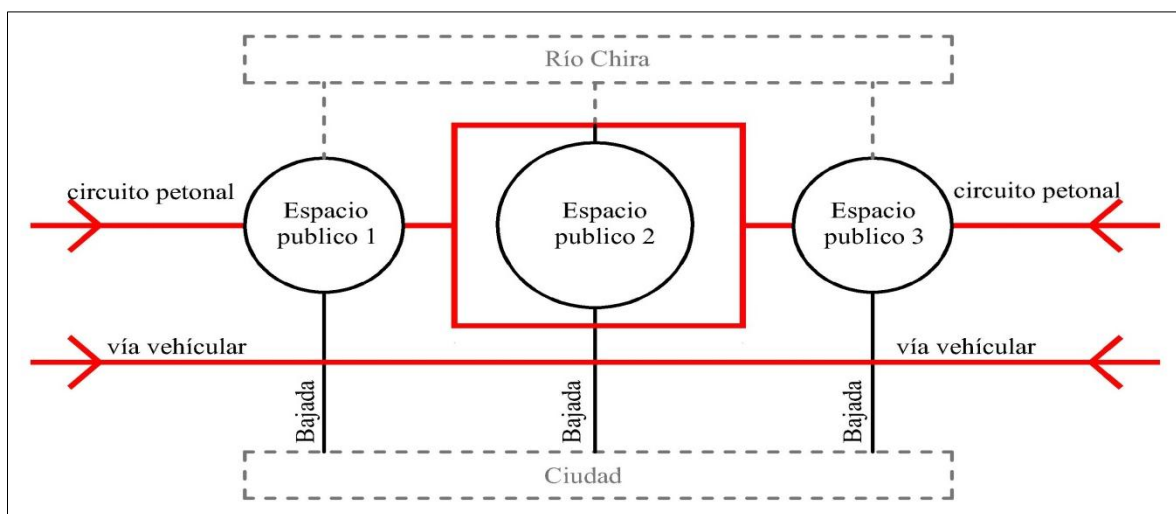 Río Chira
circuito petonal
circuito petonal
Espacio
publico 1
Espacio
publico 2
Espacio
publico 3
vía vehícular
vía vehícular
Bajada
Bajada
Bajada
Ciudad